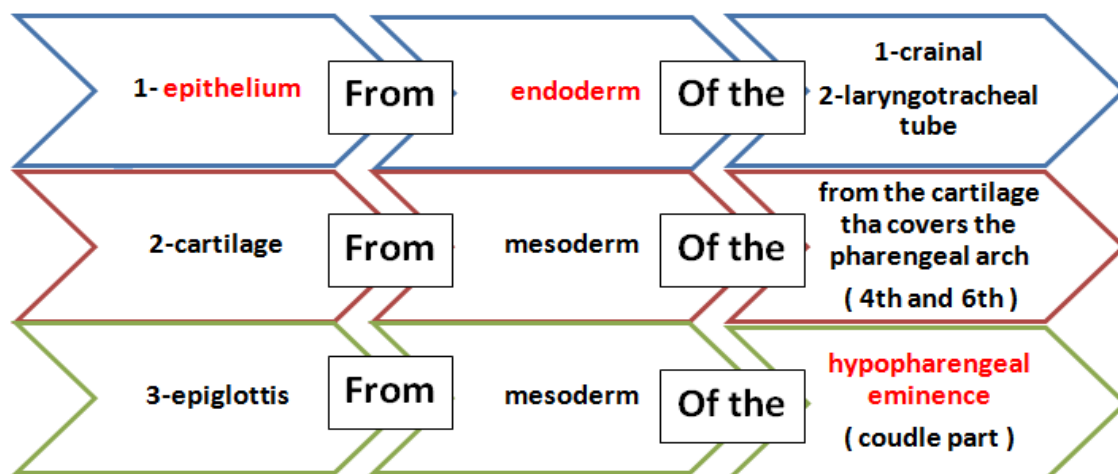 1- epithelium
From
endoderm
Of the
1-crainal
2-laryngotracheal
tube
2-cartilage
From
mesoderm
Of the
from the cartilage
tha covers the
pharengeal arch
( 4th and 6th )
3-epiglottis
From
mesoderm
Of the
hypopharengeal
eminence
( coudle part )